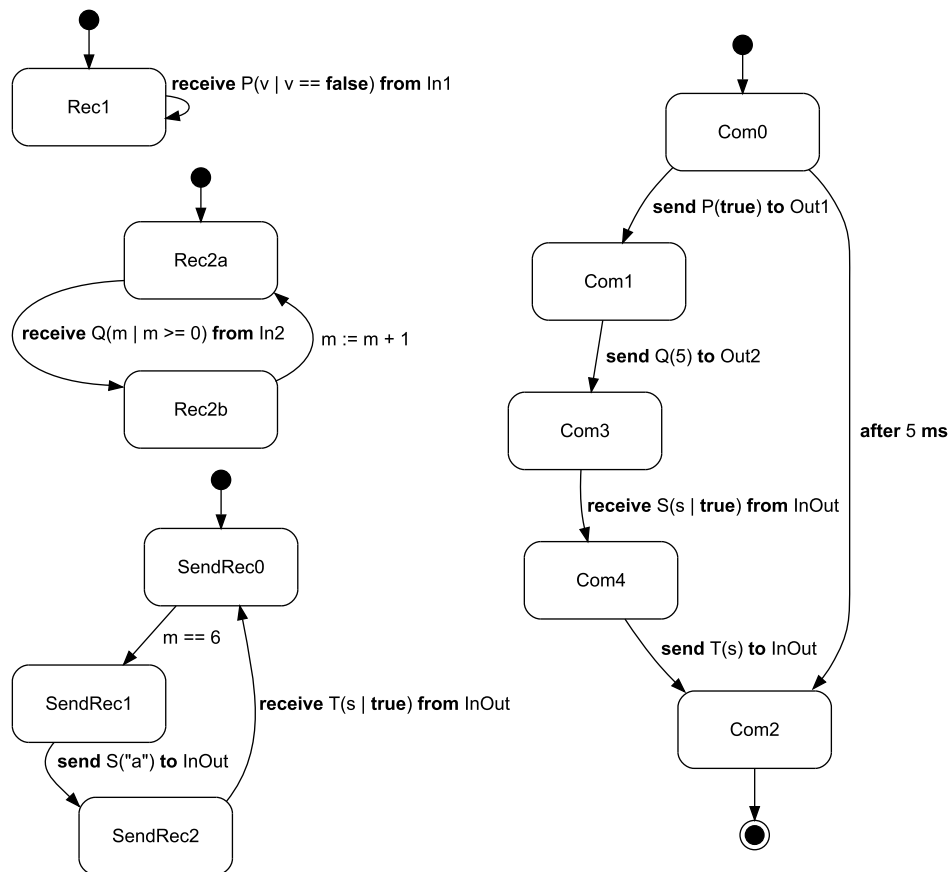 receive P(v | v == false) from In1
Rec1
Rec2a
receive Q(m | m >= 0) from In2
m := m + 1
Rec2b
SendRec0
m == 6
SendRec1
receive T(s | true) from InOut
send S("a") to InOut
SendRec2
Com0
send P(true) to Out1
Com1
send Q(5) to Out2
Com3
after 5 ms
receive S(s | true) from InOut
Com4
send T(s) to InOut
Com2